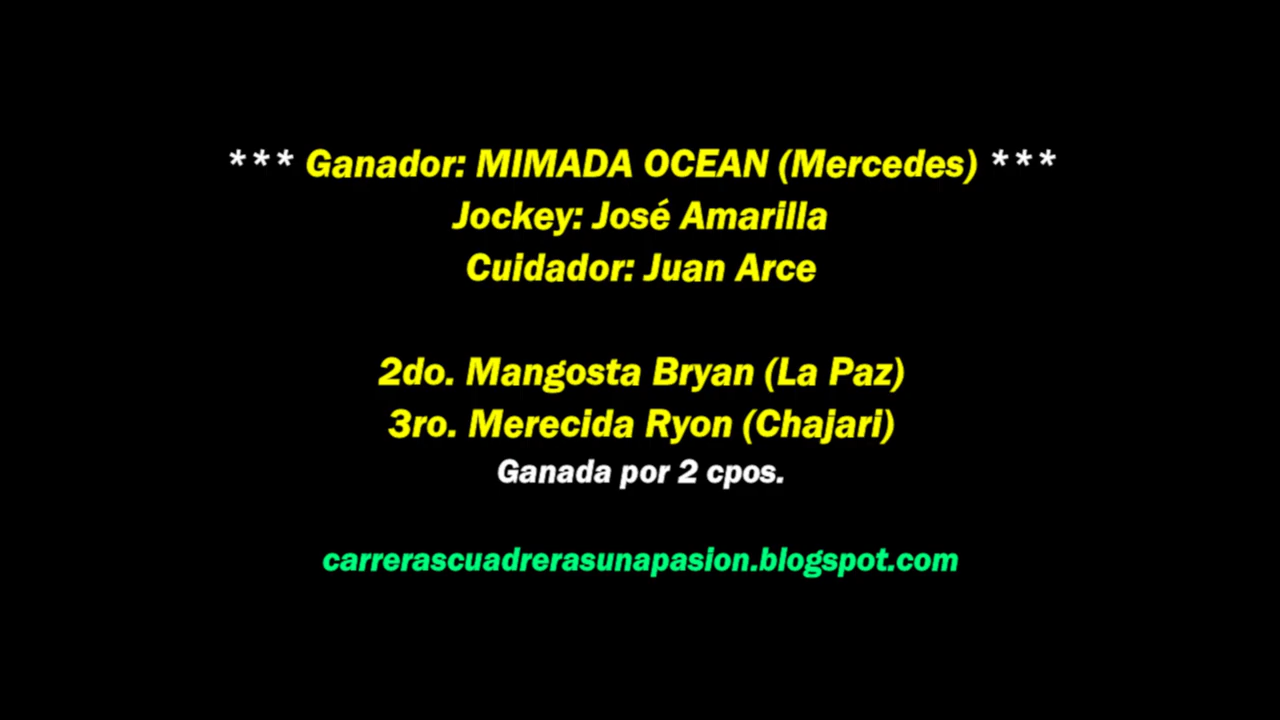 *** Ganador: MIMADA OCEAN (Mercedes) ***
Jockey: José Amarilla
Cuidador: Juan Arce
2do. Mangosta Bryan (La Paz)
3ro. Merecida Ryon (Chajari)
Ganada por 2 cpos.
carrerascuadrerasunapasion.blogspot.com